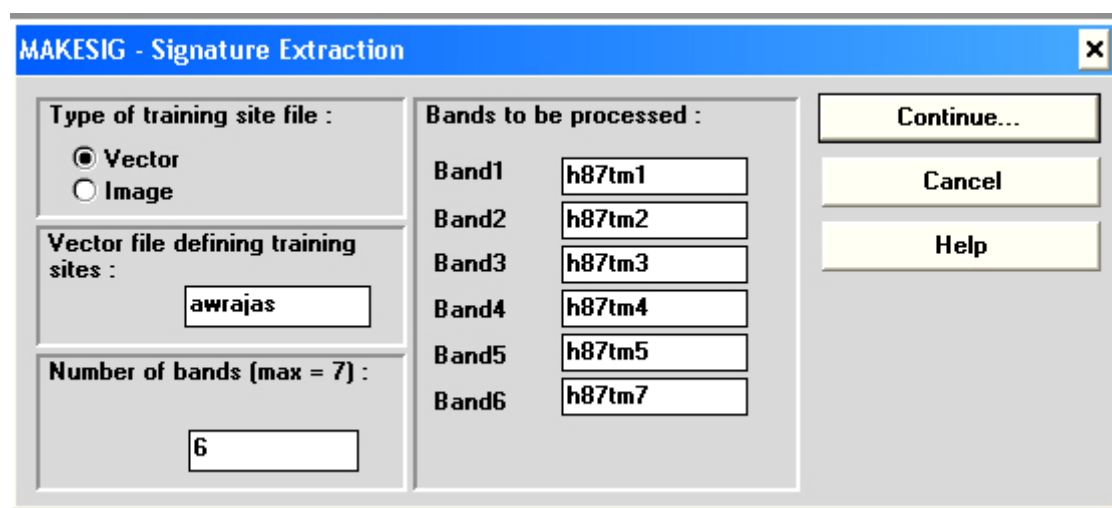 MAKESIG - Signature Extraction
Type of training site file :
Vector
Image
Vector file defining training
sites :
awrajas
Number of bands (max = 7) :
6
Bands to be processed :
Band1 h87tm1
Band2 h87tm2
Band3 h87tm3
Band4 h87tm4
Band5 h87tm5
Band6 h87tm7
Continue...
Cancel
Help